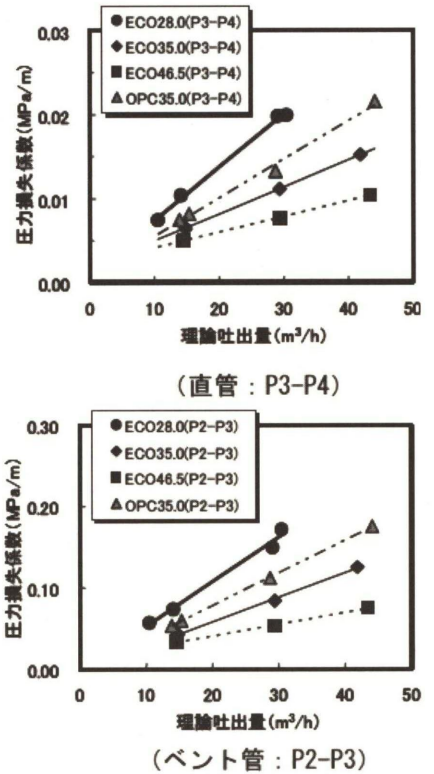 0.03
0.02
0.01
0.00
圧力損失係数(MPa/m)
ECO28.0(P3-P4)
ECO35.0(P3-P4)
ECO46.5(P3-P4)
OPC35.0(P3-P4)
0 10 20 30 40 50
理論吐出量(m³/h)
(直管：P3-P4)
0.30
0.20
0.10
0.00
圧力損失係数(MPa/m)
ECO28.0(P2-P3)
ECO35.0(P2-P3)
ECO46.5(P2-P3)
OPC35.0(P2-P3)
0 10 20 30 40 50
理論吐出量(m³/h)
(ベント管：P2-P3)